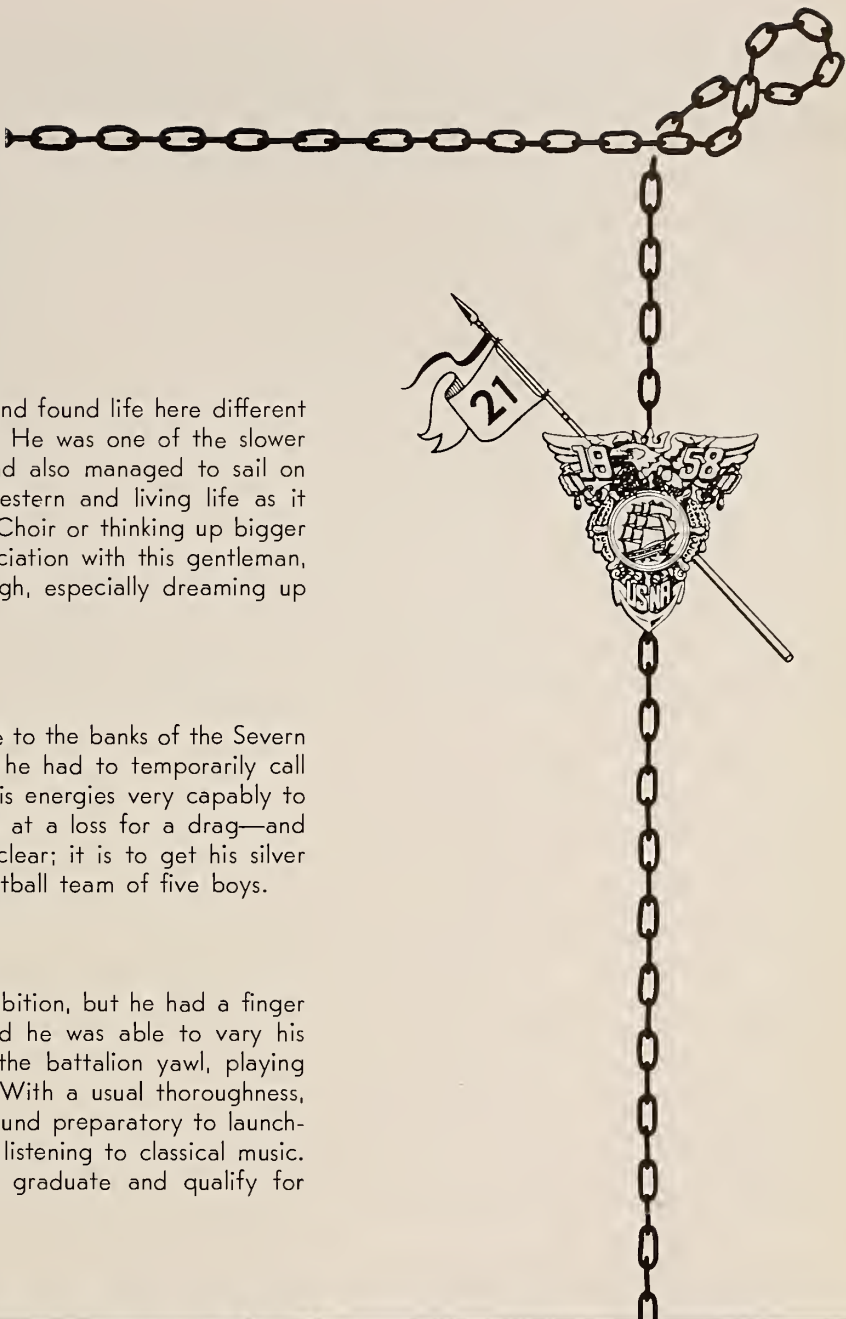 21
19 58
USNA
nd found life here different
He was one of the slower
d also managed to sail on
estern and living life as it
Choir or thinking up bigger
ciation with this gentleman,
gh, especially dreaming up
e to the banks of the Severn
he had to temporarily call
is energies very capably to
at a loss for a drag—and
clear; it is to get his silver
tball team of five boys.
bition, but he had a finger
d he was able to vary his
the battalion yawl, playing
With a usual thoroughness,
und preparatory to launch-
listening to classical music.
graduate and qualify for